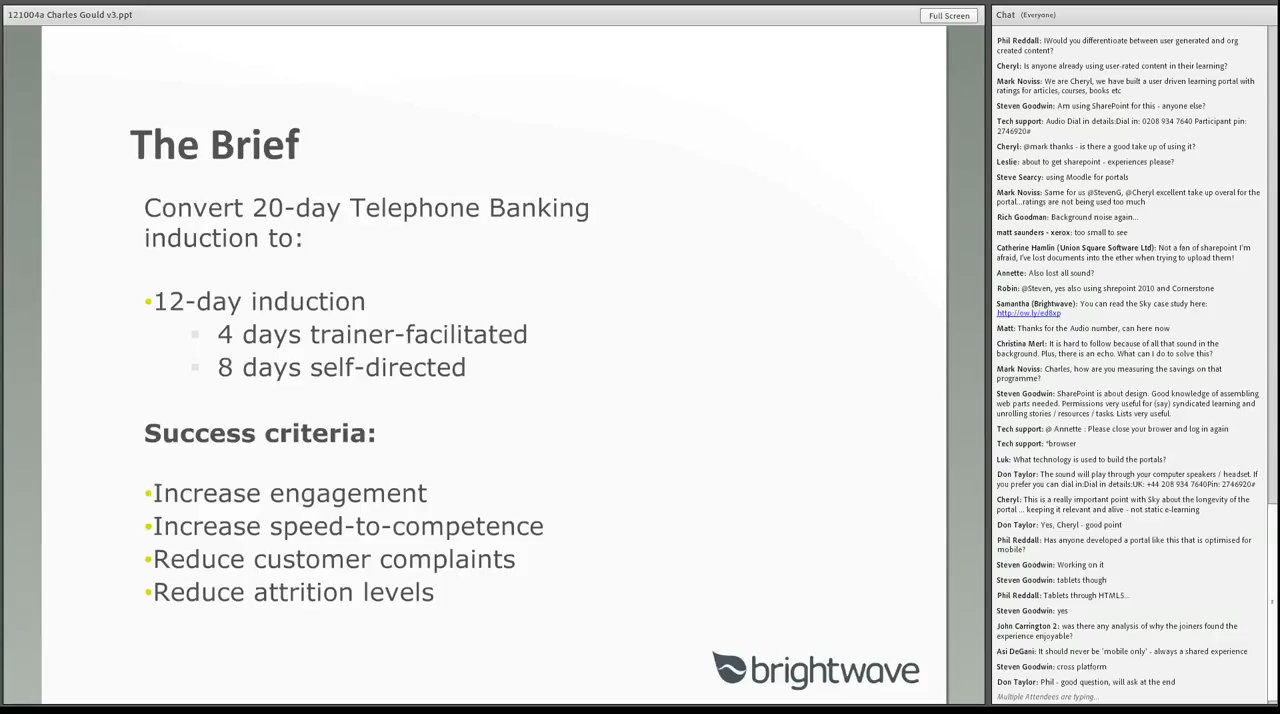 121004a Charles Gould v3.ppt
Full Screen
The Brief
Convert 20-day Telephone Banking
induction to:
•12-day induction
4 days trainer-facilitated
8 days self-directed
Success criteria:
•Increase engagement
•Increase speed-to-competence
•Reduce customer complaints
•Reduce attrition levels
brightwave
Chat (Everyone)
Phil Reddall: IWould you differentioate between user generated and org
created content?
Cheryl: Is anyone already using user-rated content in their learning?
Mark Noviss: We are Cheryl, we have built a user driven learning portal with
ratings for articles, courses, books etc
Steven Goodwin: Am using SharePoint for this - anyone else?
Tech support: Audio Dial in details:Dial in: 0208 934 7640 Participant pin:
2746920#
Cheryl: @mark thanks - is there a good take up of using it?
Leslie: about to get sharepoint - experiences please?
Steve Searcy: using Moodle for portals
Mark Noviss: Same for us @StevenG, @Cheryl excellent take up overal for the
portal...ratings are not being used too much
Rich Goodman: Background noise again...
matt saunders - xerox: too small to see
Catherine Hamlin (Union Square Software Ltd): Not a fan of sharepoint I'm
afraid, I've lost documents into the ether when trying to upload them!
Annette: Also lost all sound?
Robin: @Steven, yes also using shrepoint 2010 and Cornerstone
Samantha (Brightwave): You can read the Sky case study here:
http://ow.ly/ed8xp
Matt: Thanks for the Audio number, can here now
Christina Merl: It is hard to follow because of all that sound in the
background. Plus, there is an echo. What can I do to solve this?
Mark Noviss: Charles, how are you measuring the savings on that
programme?
Steven Goodwin: SharePoint is about design. Good knowledge of assembling
web parts needed. Permissions very useful for (say) syndicated learning and
unrolling stories / resources / tasks. Lists very useful.
Tech support: @ Annette : Please close your brower and log in again
Tech support: *browser
Luk: What technology is used to build the portals?
Don Taylor: The sound will play through your computer speakers / headset. If
you prefer you can dial in:Dial in details:UK: +44 208 934 7640Pin: 2746920#
Cheryl: This is a really important point with Sky about the longevity of the
portal ... keeping it relevant and alive - not static e-learning
Don Taylor: Yes, Cheryl - good point
Phil Reddall: Has anyone developed a portal like this that is optimised for
mobile?
Steven Goodwin: Working on it
Steven Goodwin: tablets though
Phil Reddall: Tablets through HTML5...
Steven Goodwin: yes
John Carrington 2: was there any analysis of why the joiners found the
experience enjoyable?
Asi DeGani: It should never be 'mobile only' - always a shared experience
Steven Goodwin: cross platform
Don Taylor: Phil - good question, will ask at the end
Multiple Attendees are typing...